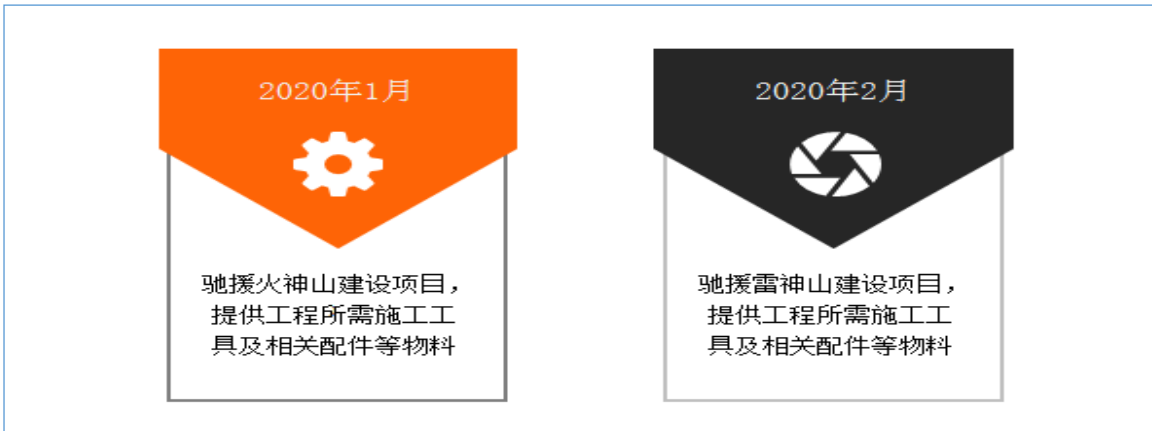 2020年1月
驰援火神山建设项目，
提供工程所需施工工
具及相关配件等物料
2020年2月
驰援雷神山建设项目，
提供工程所需施工工
具及相关配件等物料